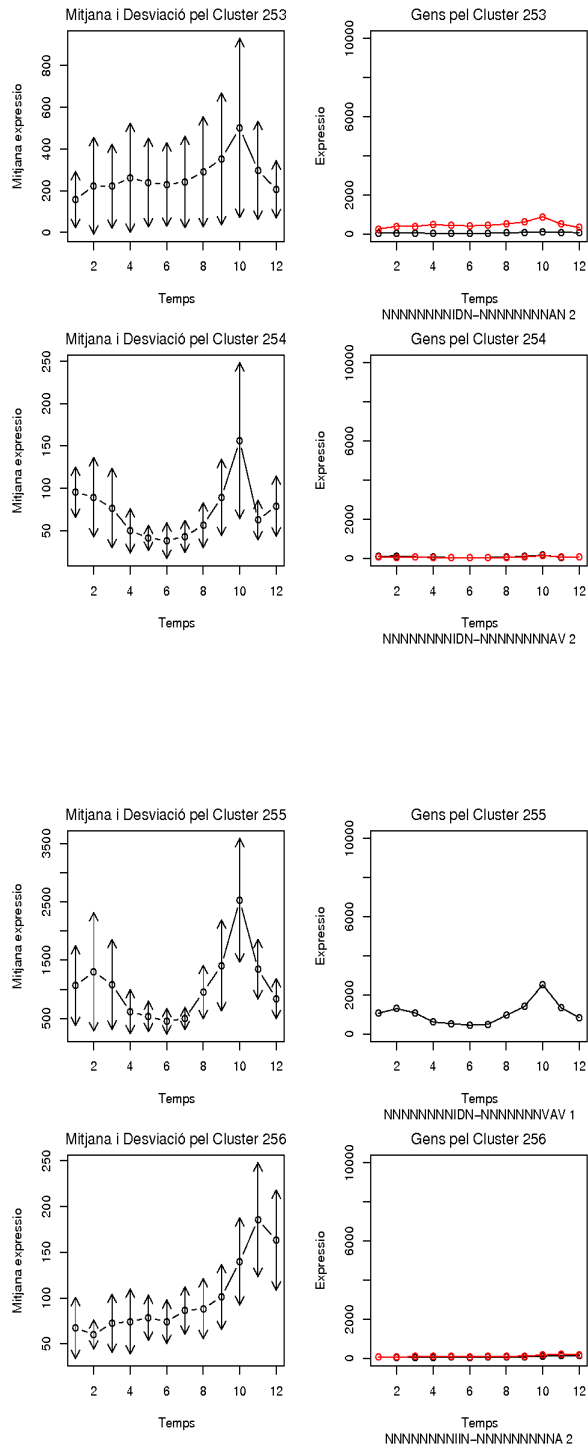 Mitjana i Desviació pel Cluster 253
Mitjana expressio
0 200 400 600 800
2 4 6 8 10 12
Temps
Gens pel Cluster 253
Expressio
0 2000 6000 10000
2 4 6 8 10 12
Temps
NNNNNNNNIDN-NNNNNNNNAN 2
Mitjana i Desviació pel Cluster 254
Mitjana expressio
50 100 150 200 250
2 4 6 8 10 12
Temps
Gens pel Cluster 254
Expressio
0 2000 6000 10000
2 4 6 8 10 12
Temps
NNNNNNNNIDN-NNNNNNNNAV 2
Mitjana i Desviació pel Cluster 255
Mitjana expressio
500 1500 2500 3500
2 4 6 8 10 12
Temps
Gens pel Cluster 255
Expressio
0 2000 6000 10000
2 4 6 8 10 12
Temps
NNNNNNNNIDN-NNNNNNNVAV 1
Mitjana i Desviació pel Cluster 256
Mitjana expressio
50 100 150 200 250
2 4 6 8 10 12
Temps
Gens pel Cluster 256
Expressio
0 2000 6000 10000
2 4 6 8 10 12
Temps
NNNNNNNNIIN-NNNNNNNNNA 2